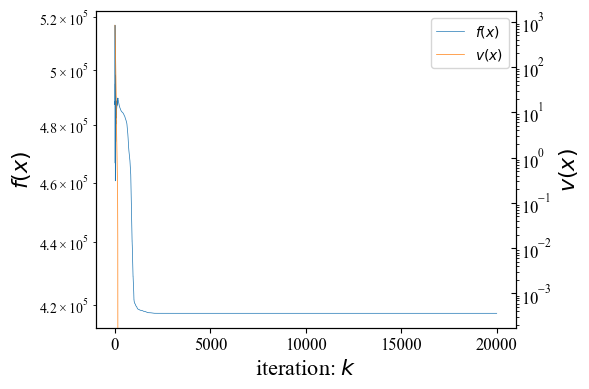 5.2 × 10⁵
5 × 10⁵
4.8 × 10⁵
4.6 × 10⁵
4.4 × 10⁵
4.2 × 10⁵
f(x)
f(x)
v(x)
10³
10²
10¹
10⁰
10⁻¹
10⁻²
10⁻³
v(x)
0 5000 10000 15000 20000
iteration: k